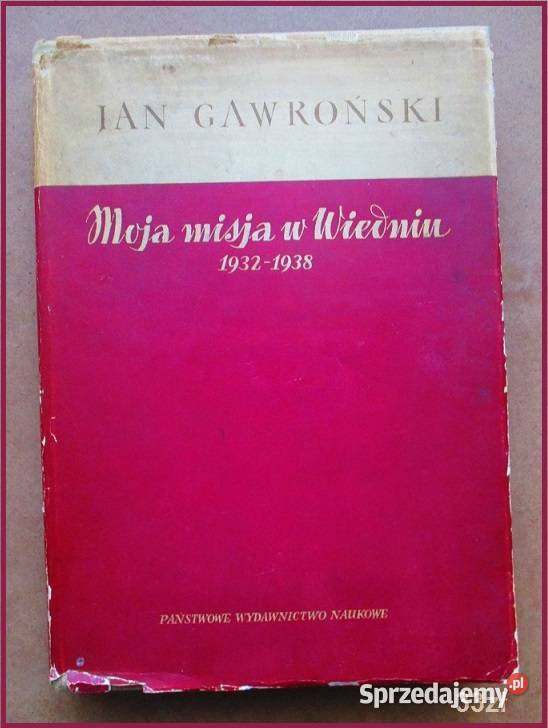 JAN GAWROŃSKI
Moja misja w Wiedniu
1932-1938
PAŃSTWOWE WYDAWNICTWO NAUKOWE
Sprzedajemy.pl